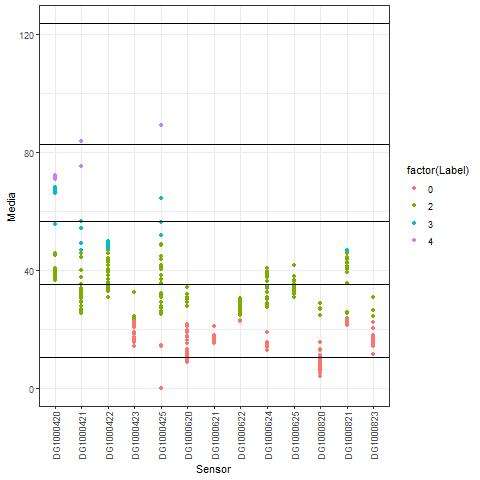 120
80
40
0
Media
DG1000420
DG1000421
DG1000422
DG1000423
DG1000425
DG1000620
DG1000621
DG1000622
DG1000624
DG1000625
DG1000820
DG1000821
DG1000823
Sensor
factor(Label)
0
2
3
4